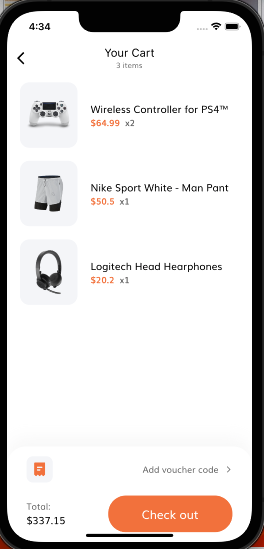 4:34
Your Cart
3 items
Wireless Controller for PS4™
$64.99 x2
Nike Sport White - Man Pant
$50.5 x1
Logitech Head Hearphones
$20.2 x1
Add voucher code
Total:
$337.15
Check out